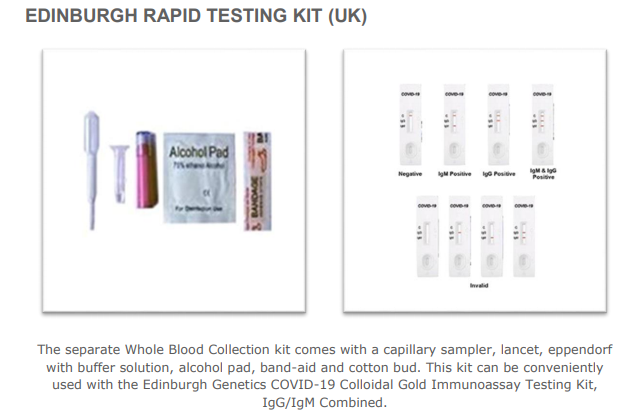 EDINBURGH RAPID TESTING KIT (UK)
Alcohol Pad
70% ethanol Alcohol
For Disinfection Use
BANDAGE
COVID-19 COVID-19 COVID-19 COVID-19
Negative IgM Positive IgG Positive IgM & IgG
Positive
COVID-19 COVID-19 COVID-19 COVID-19
Invalid
The separate Whole Blood Collection kit comes with a capillary sampler, lancet, eppendorf
with buffer solution, alcohol pad, band-aid and cotton bud. This kit can be conveniently
used with the Edinburgh Genetics COVID-19 Colloidal Gold Immunoassay Testing Kit,
IgG/IgM Combined.